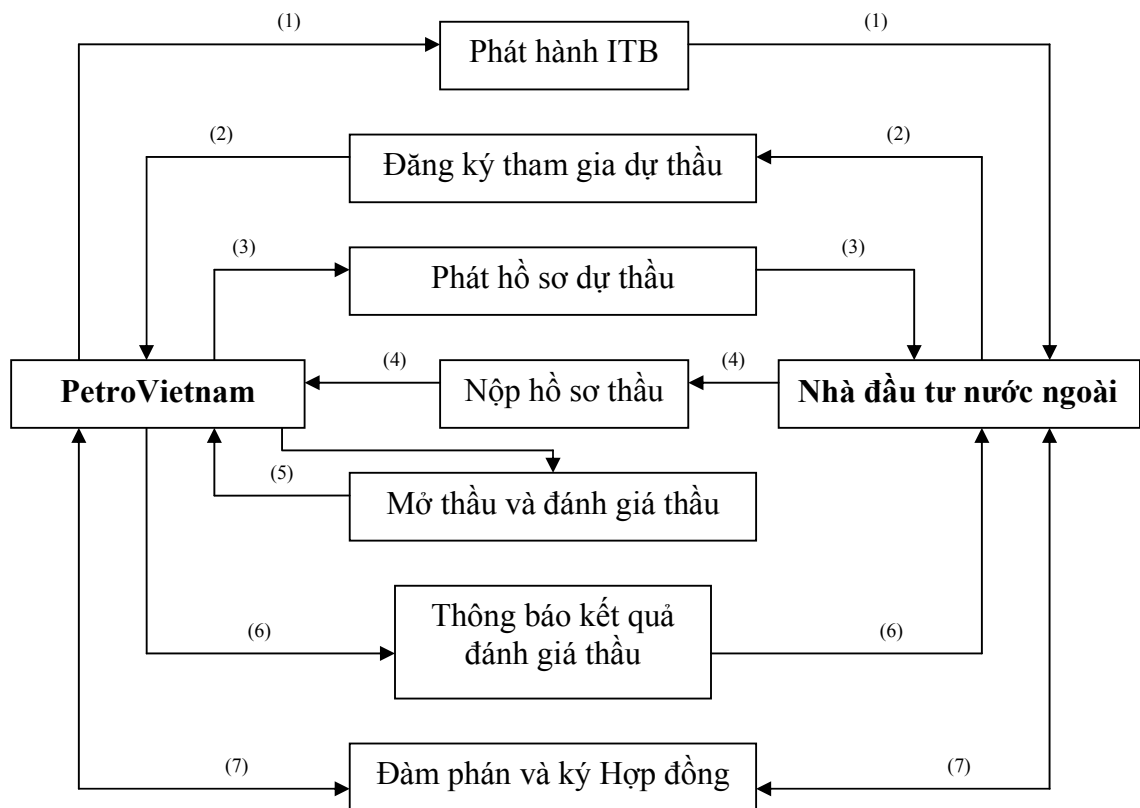 (1)
(1)
Phát hành ITB
(2)
(2)
Đăng ký tham gia dự thầu
(3)
(3)
Phát hồ sơ dự thầu
PetroVietnam
(4)
Nộp hồ sơ thầu
(4)
Nhà đầu tư nước ngoài
(5)
Mở thầu và đánh giá thầu
(6)
Thông báo kết quả
đánh giá thầu
(6)
(7)
Đàm phán và ký Hợp đồng
(7)